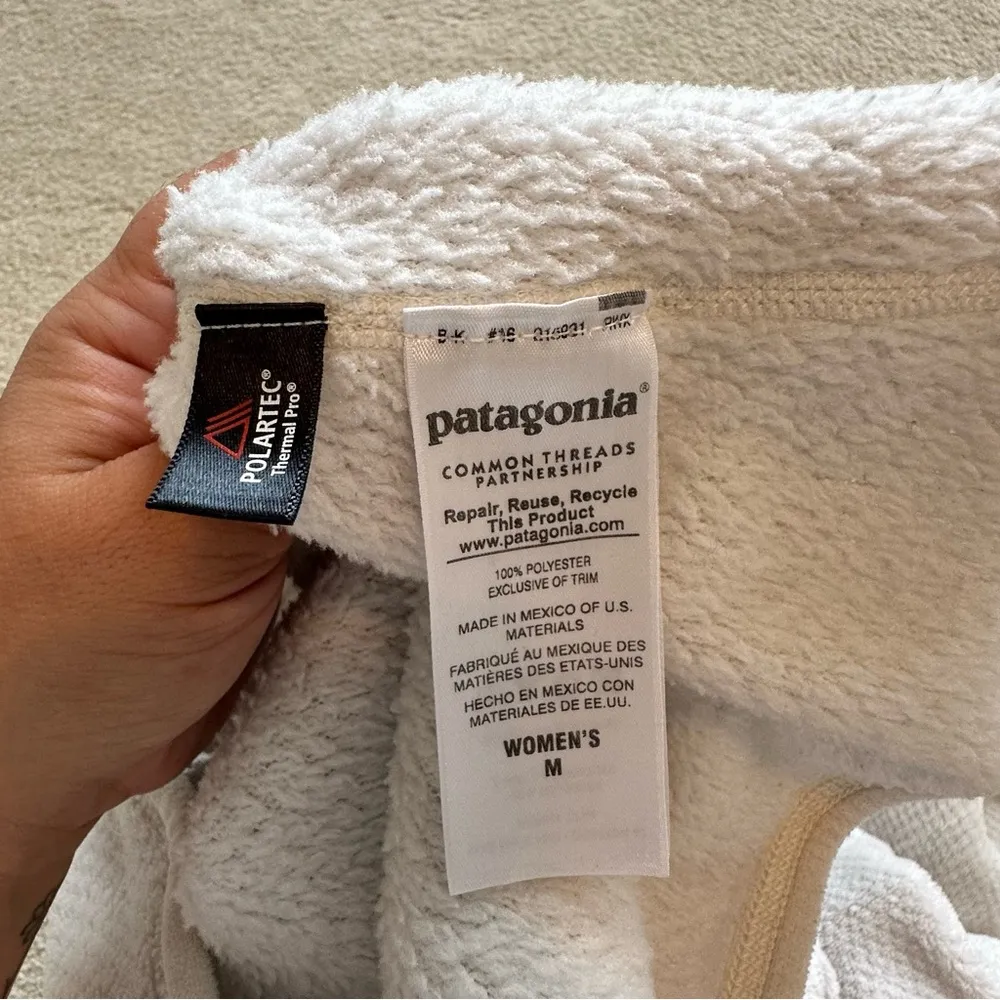 POLARTEC®
Thermal Pro®
patagonia®
COMMON THREADS
PARTNERSHIP
Repair, Reuse, Recycle
This Product
www.patagonia.com
100% POLYESTER
EXCLUSIVE OF TRIM
MADE IN MEXICO OF U.S.
MATERIALS
FABRIQUÉ AU MEXIQUE DES
MATIÈRES DES ETATS-UNIS
HECHO EN MEXICO CON
MATERIALES DE EE.UU.
WOMEN'S
M